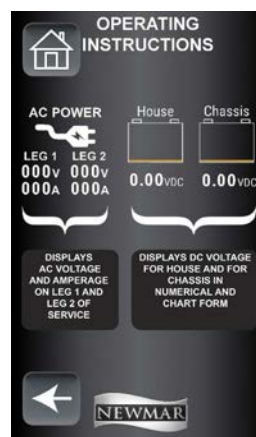 OPERATING
INSTRUCTIONS
AC POWER
House Chassis
LEG 1 LEG 2
000V 000V
000A 000A
0.00VDC 0.00VDC
DISPLAYS
AC VOLTAGE
AND AMPERAGE
ON LEG 1 AND
LEG 2 OF
SERVICE
DISPLAYS DC VOLTAGE
FOR HOUSE AND FOR
CHASSIS IN
NUMERICAL AND
CHART FORM
NEWMAR